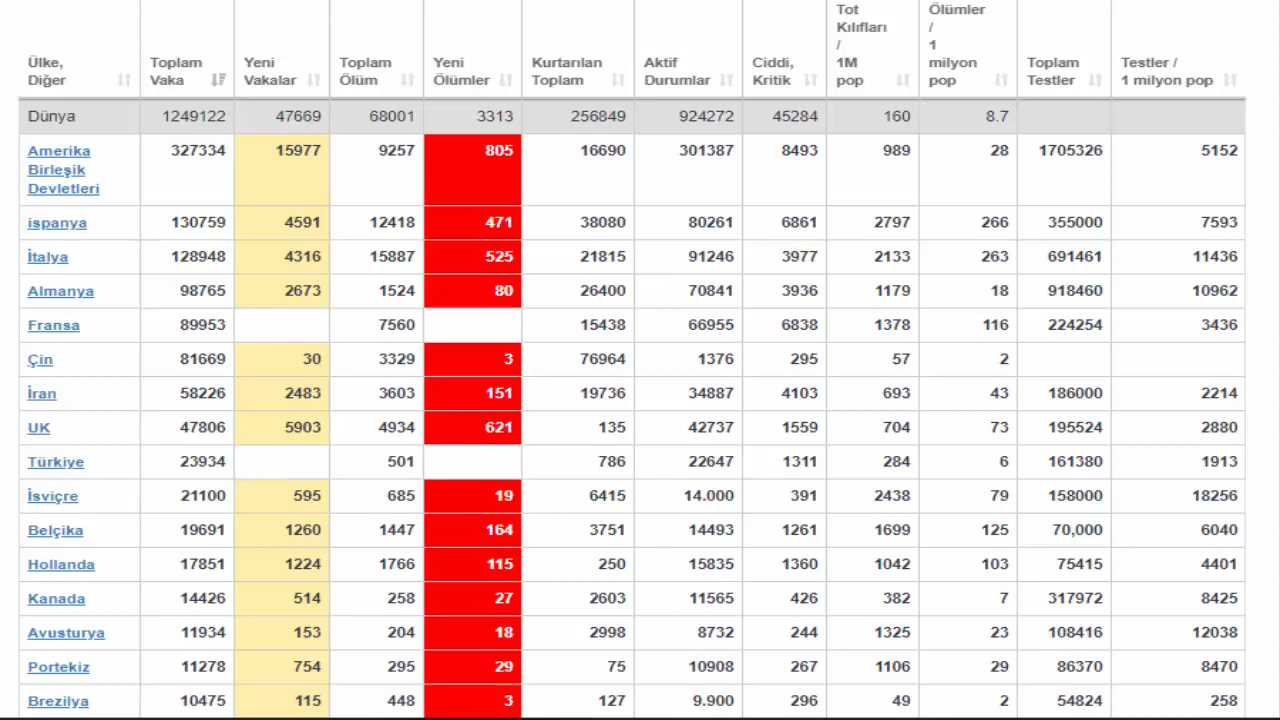 Ülke, Diğer Toplam Vaka Yeni Vakalar Toplam Ölüm Yeni Ölümler Kurtarılan Toplam Aktif Durumlar Ciddi, Kritik Tot Kılıfları / 1M pop Ölümler / 1 milyon pop Toplam Testler Testler / 1 milyon pop
Dünya 1249122 47669 68001 3313 256849 924272 45284 160 8.7
Amerika Birleşik Devletleri 327334 15977 9257 805 16690 301387 8493 989 28 1705326 5152
ispanya 130759 4591 12418 471 38080 80261 6861 2797 266 355000 7593
İtalya 128948 4316 15887 525 21815 91246 3977 2133 263 691461 11436
Almanya 98765 2673 1524 80 26400 70841 3936 1179 18 918460 10962
Fransa 89953 7560 15438 66955 6838 1378 116 224254 3436
Çin 81669 30 3329 3 76964 1376 295 57 2
İran 58226 2483 3603 151 19736 34887 4103 693 43 186000 2214
UK 47806 5903 4934 621 135 42737 1559 704 73 195524 2880
Türkiye 23934 501 786 22647 1311 284 6 161380 1913
İsviçre 21100 595 685 19 6415 14.000 391 2438 79 158000 18256
Belçika 19691 1260 1447 164 3751 14493 1261 1699 125 70,000 6040
Hollanda 17851 1224 1766 115 250 15835 1360 1042 103 75415 4401
Kanada 14426 514 258 27 2603 11565 426 382 7 317972 8425
Avusturya 11934 153 204 18 2998 8732 244 1325 23 108416 12038
Portekiz 11278 754 295 29 75 10908 267 1106 29 86370 8470
Brezilya 10475 115 448 3 127 9.900 296 49 2 54824 258